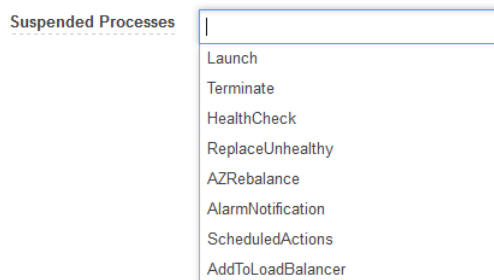 Suspended Processes
Launch
Terminate
HealthCheck
ReplaceUnhealthy
AZRebalance
AlarmNotification
ScheduledActions
AddToLoadBalancer